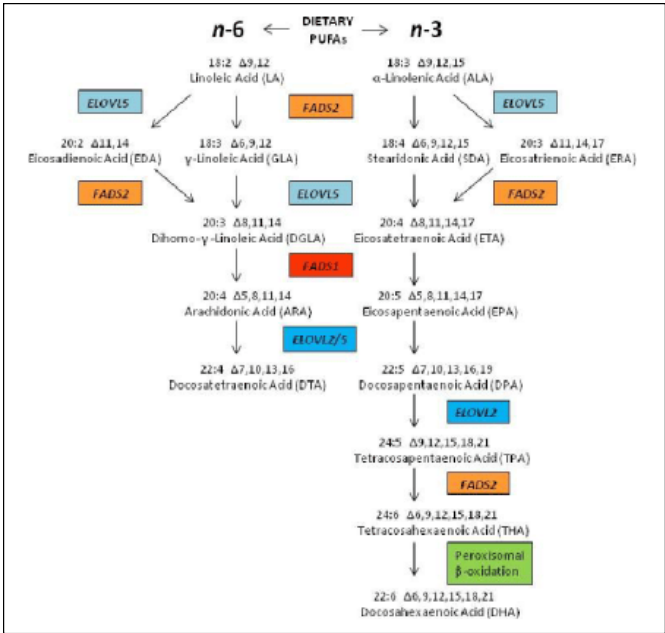 n-6 DIETARY PUFAs n-3
18:2 Δ9,12
Linoleic Acid (LA)
18:3 Δ9,12,15
α-Linolenic Acid (ALA)
ELOVL5
FADS2
ELOVL5
20:2 Δ11,14
Eicosadienoic Acid (EDA)
18:3 Δ6,9,12
γ-Linoleic Acid (GLA)
18:4 Δ6,9,12,15
Stearidonic Acid (SDA)
20:3 Δ11,14,17
Eicosatrienoic Acid (ERA)
FADS2
ELOVL5
FADS2
20:3 Δ8,11,14
Dihomo-γ-Linoleic Acid (DGLA)
20:4 Δ8,11,14,17
Eicosatetraenoic Acid (ETA)
FADS1
20:4 Δ5,8,11,14
Arachidonic Acid (ARA)
20:5 Δ5,8,11,14,17
Eicosapentaenoic Acid (EPA)
ELOVL2/5
22:4 Δ7,10,13,16
Docosatetraenoic Acid (DTA)
22:5 Δ7,10,13,16,19
Docosapentaenoic Acid (DPA)
ELOVL2
24:5 Δ9,12,15,18,21
Tetracosapentaenoic Acid (TPA)
FADS2
24:6 Δ6,9,12,15,18,21
Tetracosahexaenoic Acid (THA)
Peroxisomal
β-oxidation
22:6 Δ6,9,12,15,18,21
Docosahexaenoic Acid (DHA)